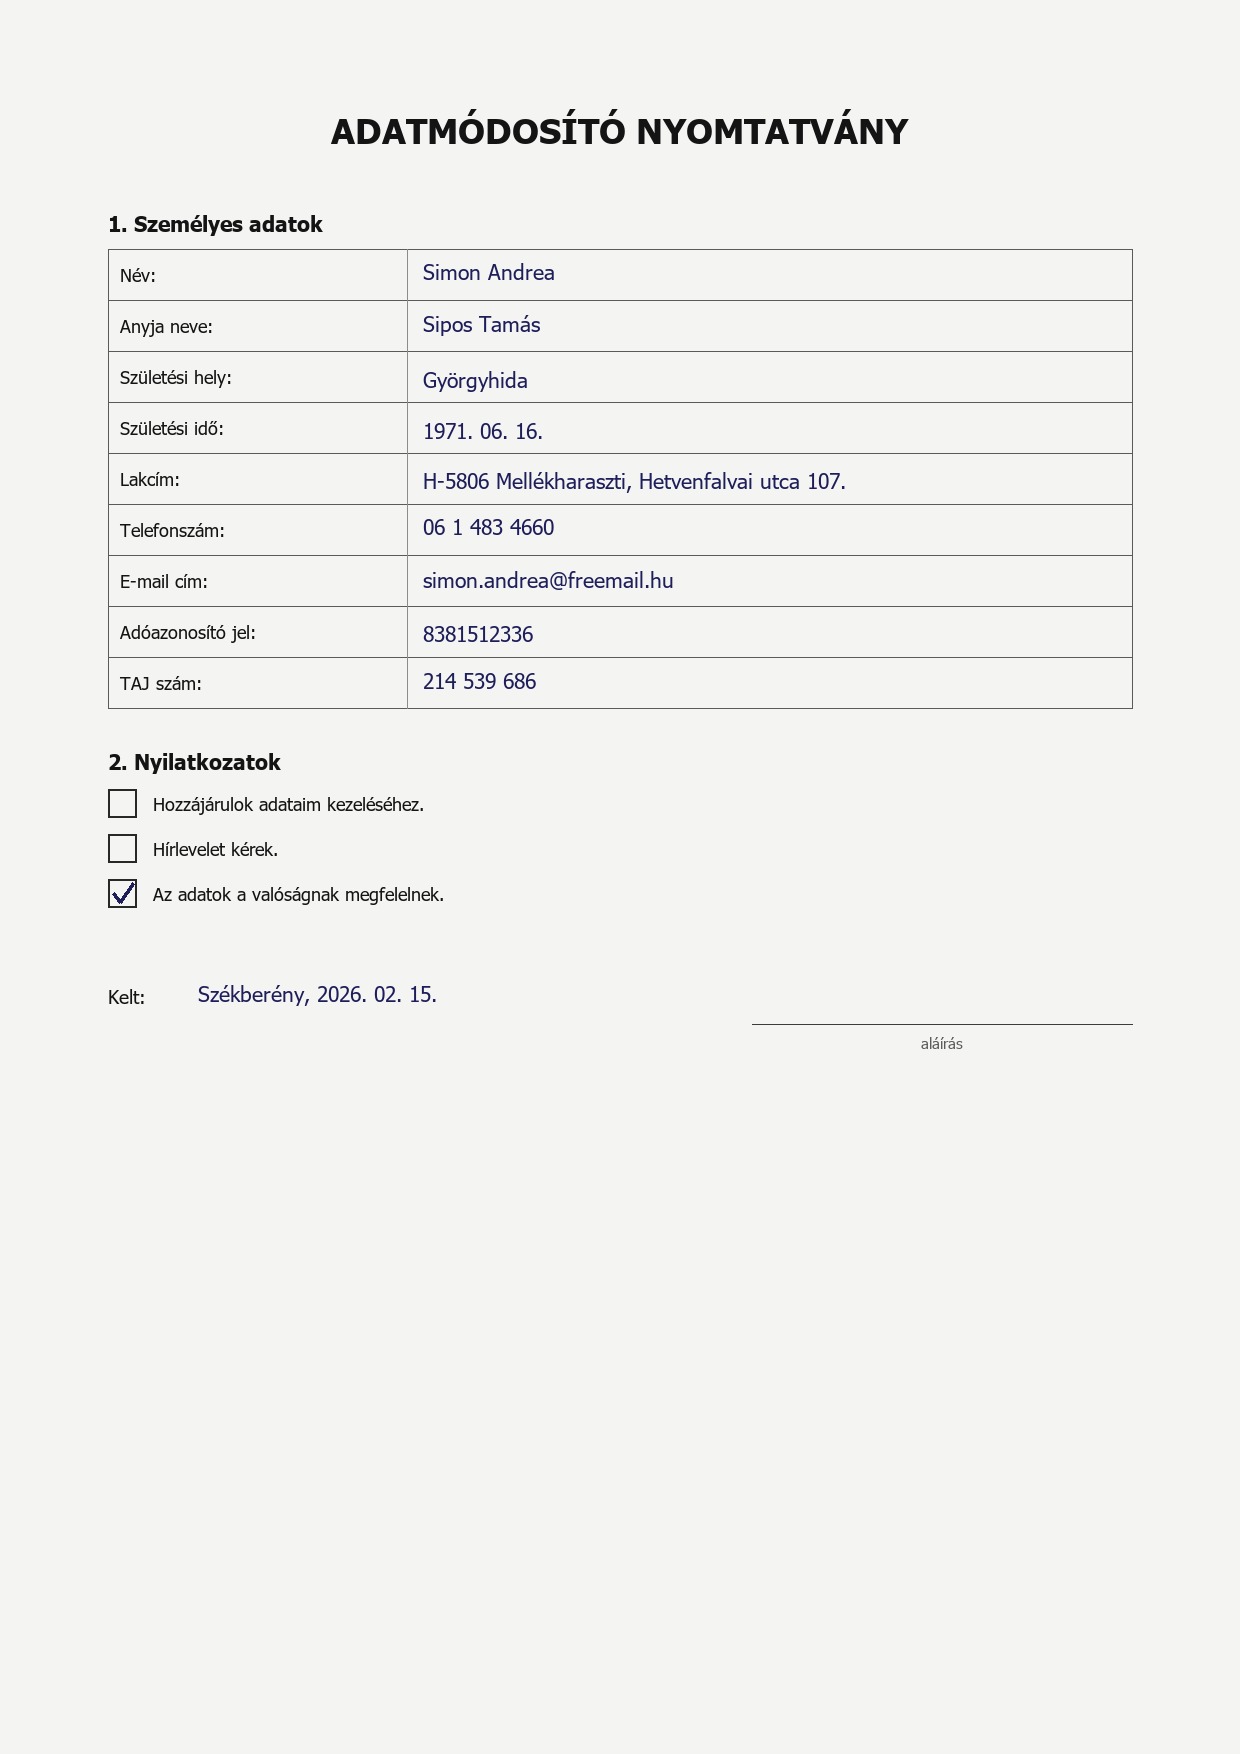 ADATMÓDOSÍTÓ NYOMTATVÁNY
1. Személyes adatok
Név: Simon Andrea
Anyja neve: Sipos Tamás
Születési hely: Györgyhida
Születési idő: 1971. 06. 16.
Lakcím: H-5806 Mellékharaszti, Hetvenfalvai utca 107.
Telefonszám: 06 1 483 4660
E-mail cím: simon.andrea@freemail.hu
Adóazonosító jel: 8381512336
TAJ szám: 214 539 686
2. Nyilatkozatok
Hozzájárulok adataim kezeléséhez.
Hírlevelet kérek.
Az adatok a valóságnak megfelelnek.
Kelt: Székberény, 2026. 02. 15.
aláírás